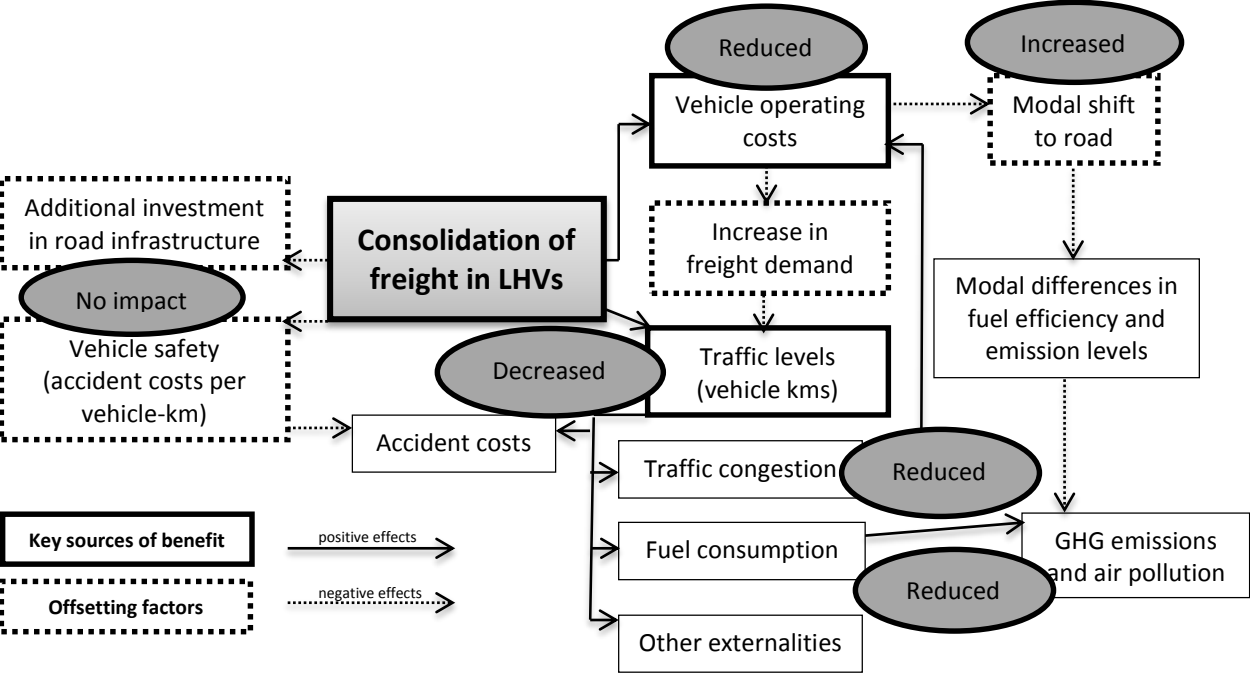 Reduced
Increased
Vehicle operating
costs
Modal shift
to road
Additional investment
in road infrastructure
Consolidation of
freight in LHVs
Increase in
freight demand
No impact
Modal differences in
fuel efficiency and
emission levels
Vehicle safety
(accident costs per
vehicle-km)
Decreased
Traffic levels
(vehicle kms)
Accident costs
Traffic congestion
Reduced
Key sources of benefit
positive effects
Fuel consumption
GHG emissions
and air pollution
Reduced
Offsetting factors
negative effects
Other externalities